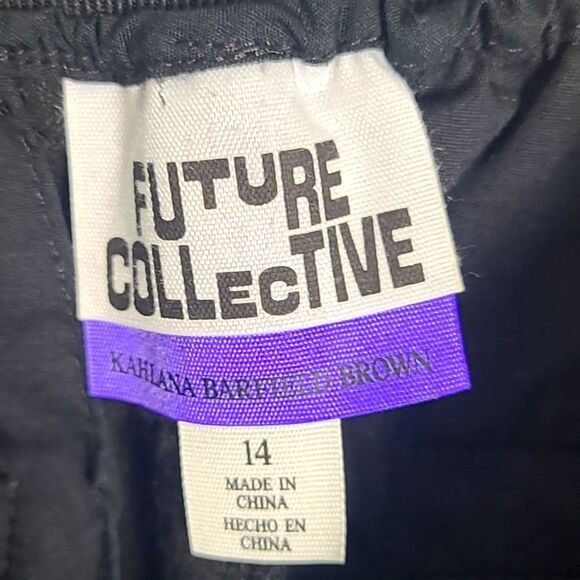 FUTURE
COLLECTIVE
KAHLANA BARFIELD BROWN
14
MADE IN
CHINA
HECHO EN
CHINA